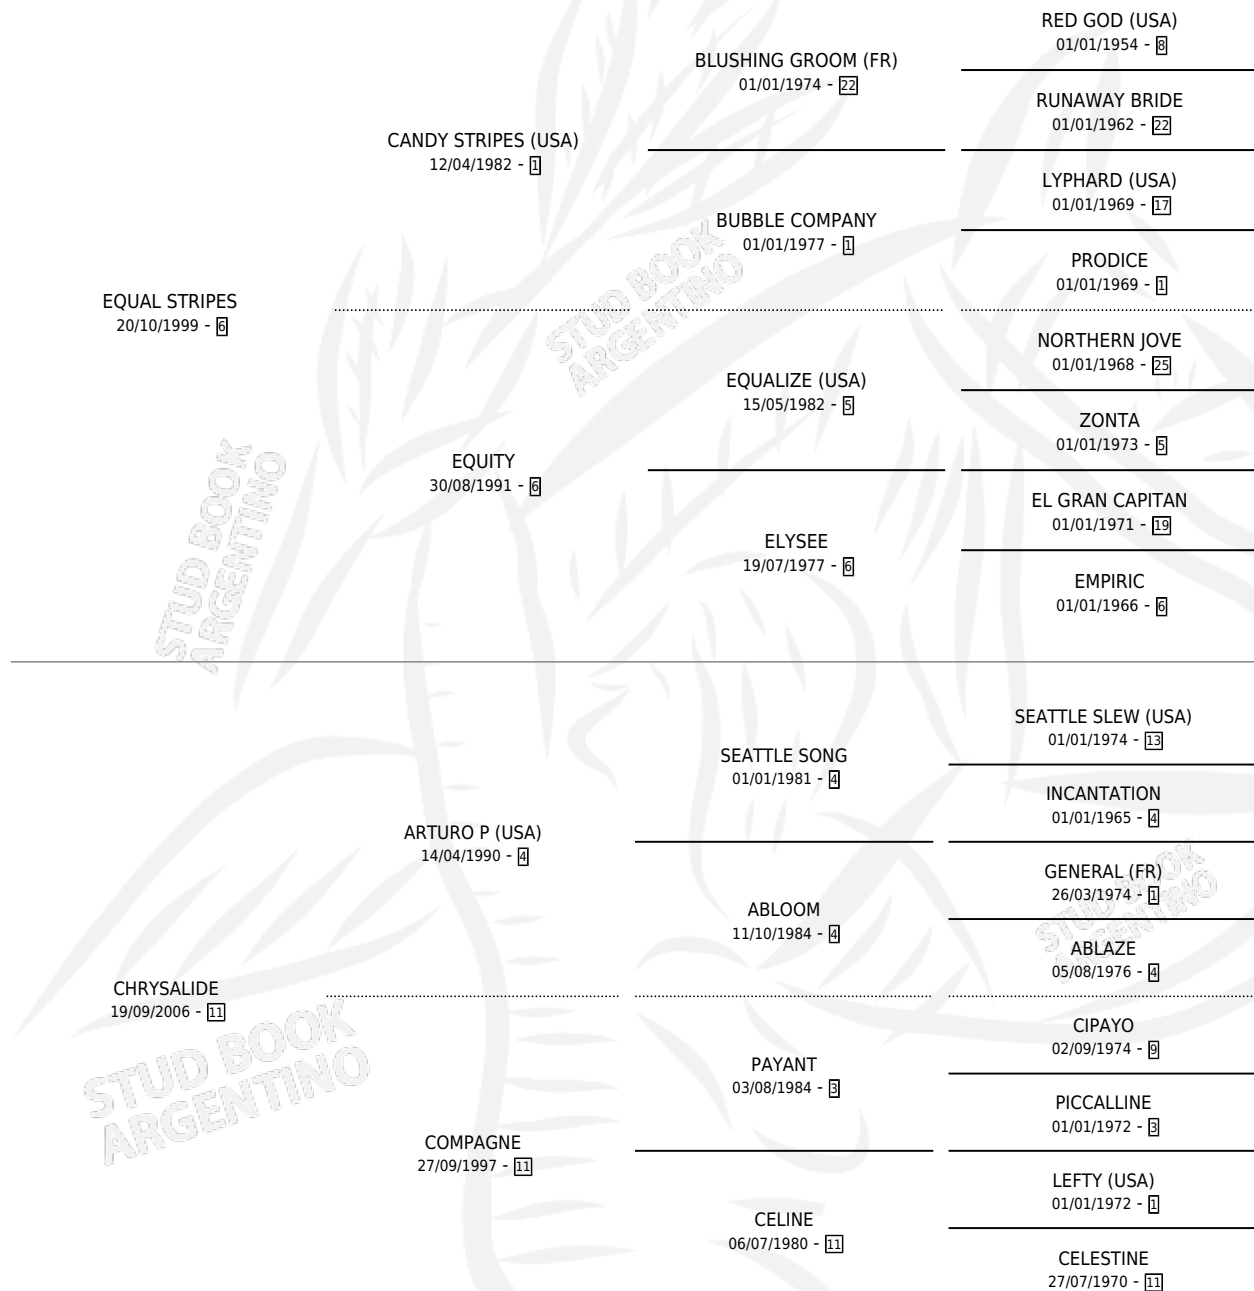 RED GOD (USA)
01/01/1954 - 8
BLUSHING GROOM (FR)
01/01/1974 - 22
RUNAWAY BRIDE
01/01/1962 - 22
CANDY STRIPES (USA)
12/04/1982 - 1
LYPHARD (USA)
01/01/1969 - 17
BUBBLE COMPANY
01/01/1977 - 1
PRODICE
01/01/1969 - 1
EQUAL STRIPES
20/10/1999 - 6
NORTHERN JOVE
01/01/1968 - 25
EQUALIZE (USA)
15/05/1982 - 5
ZONTA
01/01/1973 - 5
EQUITY
30/08/1991 - 6
EL GRAN CAPITAN
01/01/1971 - 19
ELYSEE
19/07/1977 - 6
EMPIRIC
01/01/1966 - 6
SEATTLE SLEW (USA)
01/01/1974 - 13
SEATTLE SONG
01/01/1981 - 4
INCANTATION
01/01/1965 - 4
ARTURO P (USA)
14/04/1990 - 4
GENERAL (FR)
26/03/1974 - 1
ABLOOM
11/10/1984 - 4
ABLAZE
05/08/1976 - 4
CHRYSALIDE
19/09/2006 - 11
CIPAYO
02/09/1974 - 9
PAYANT
03/08/1984 - 3
PICCALLINE
01/01/1972 - 3
COMPAGNE
27/09/1997 - 11
LEFTY (USA)
01/01/1972 - 1
CELINE
06/07/1980 - 11
CELESTINE
27/07/1970 - 11
STUD BOOK
ARGENTINO
STUD BOOK
ARGENTINO
STUD BOOK
ARGENTINO
STUD BOOK
ARGENTINO